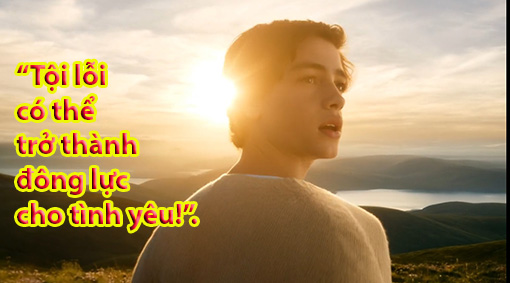 “Tội lỗi
có thể
trở thành
đông lực
cho tình yêu!”.